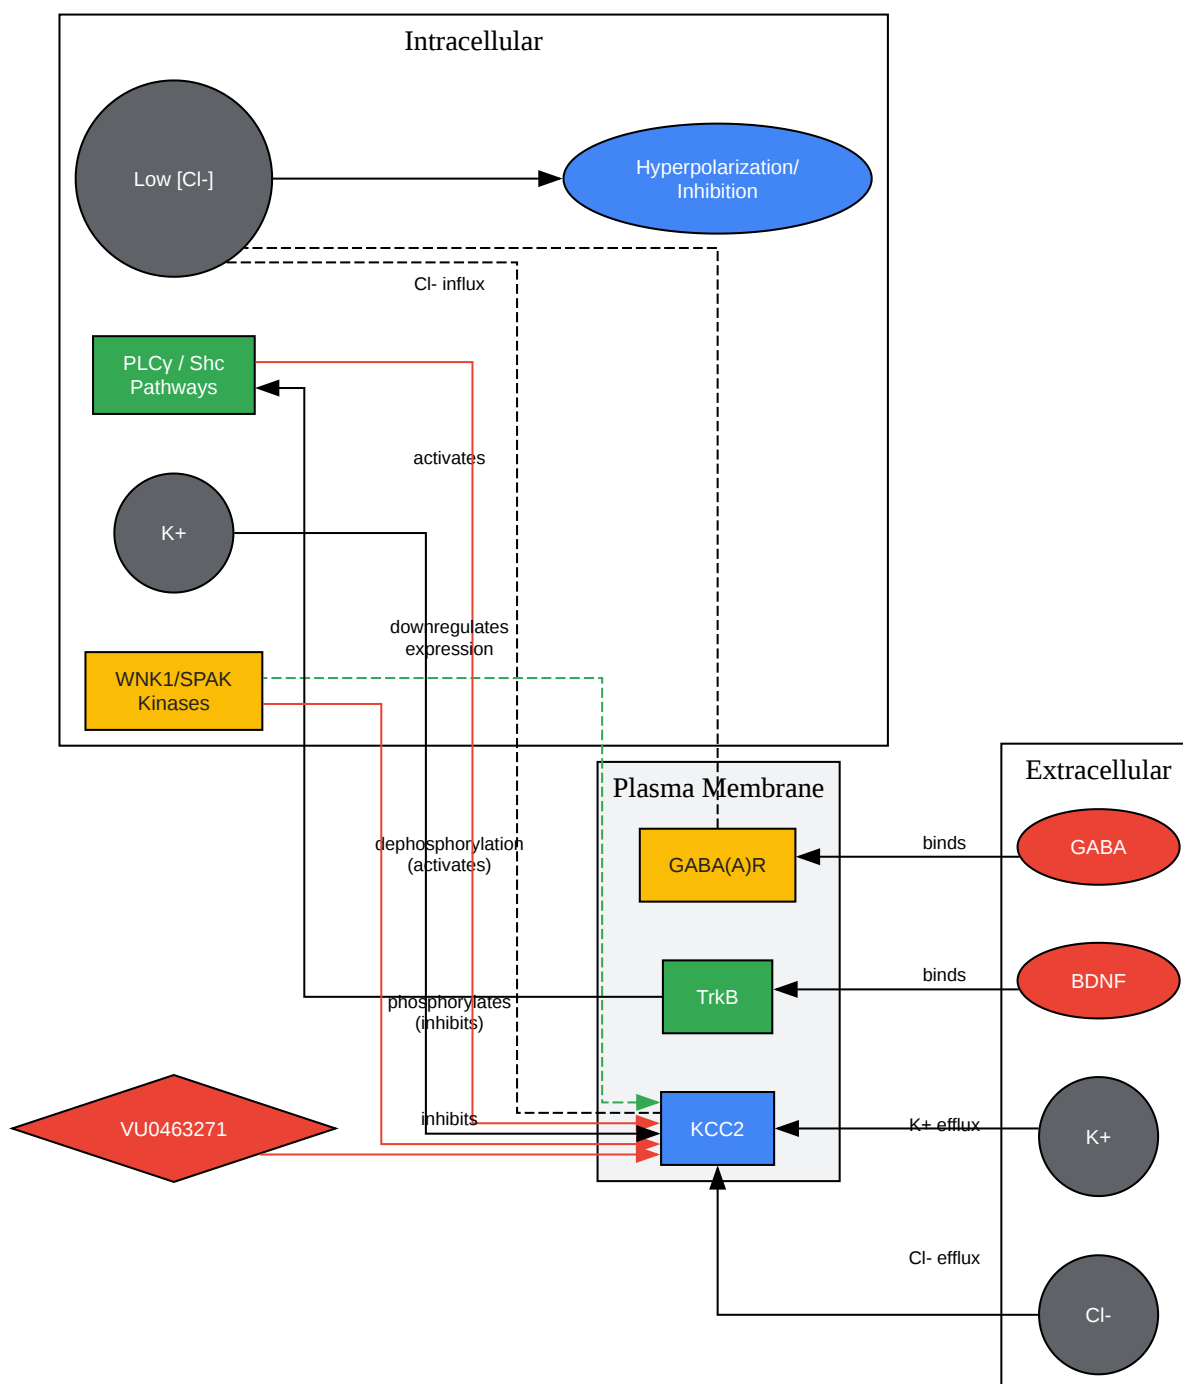 Intracellular
Low [Cl-]
Hyperpolarization/
Inhibition
Cl- influx
PLCγ / Shc
Pathways
activates
K+
downregulates
expression
WNK1/SPAK
Kinases
Plasma Membrane
Extracellular
dephosphorylation
(activates)
GABA(A)R
binds
GABA
phosphorylates
(inhibits)
TrkB
binds
BDNF
VU0463271
inhibits
KCC2
K+ efflux
K+
Cl- efflux
Cl-